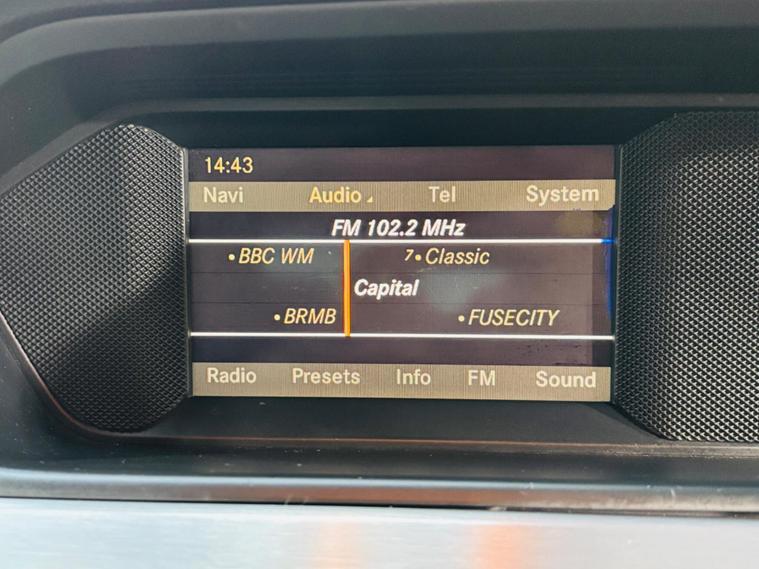 14:43
Navi Audio Tel System
FM 102.2 MHz
•BBC WM 7•Classic
Capital
•BRMB •FUSECITY
Radio Presets Info FM Sound